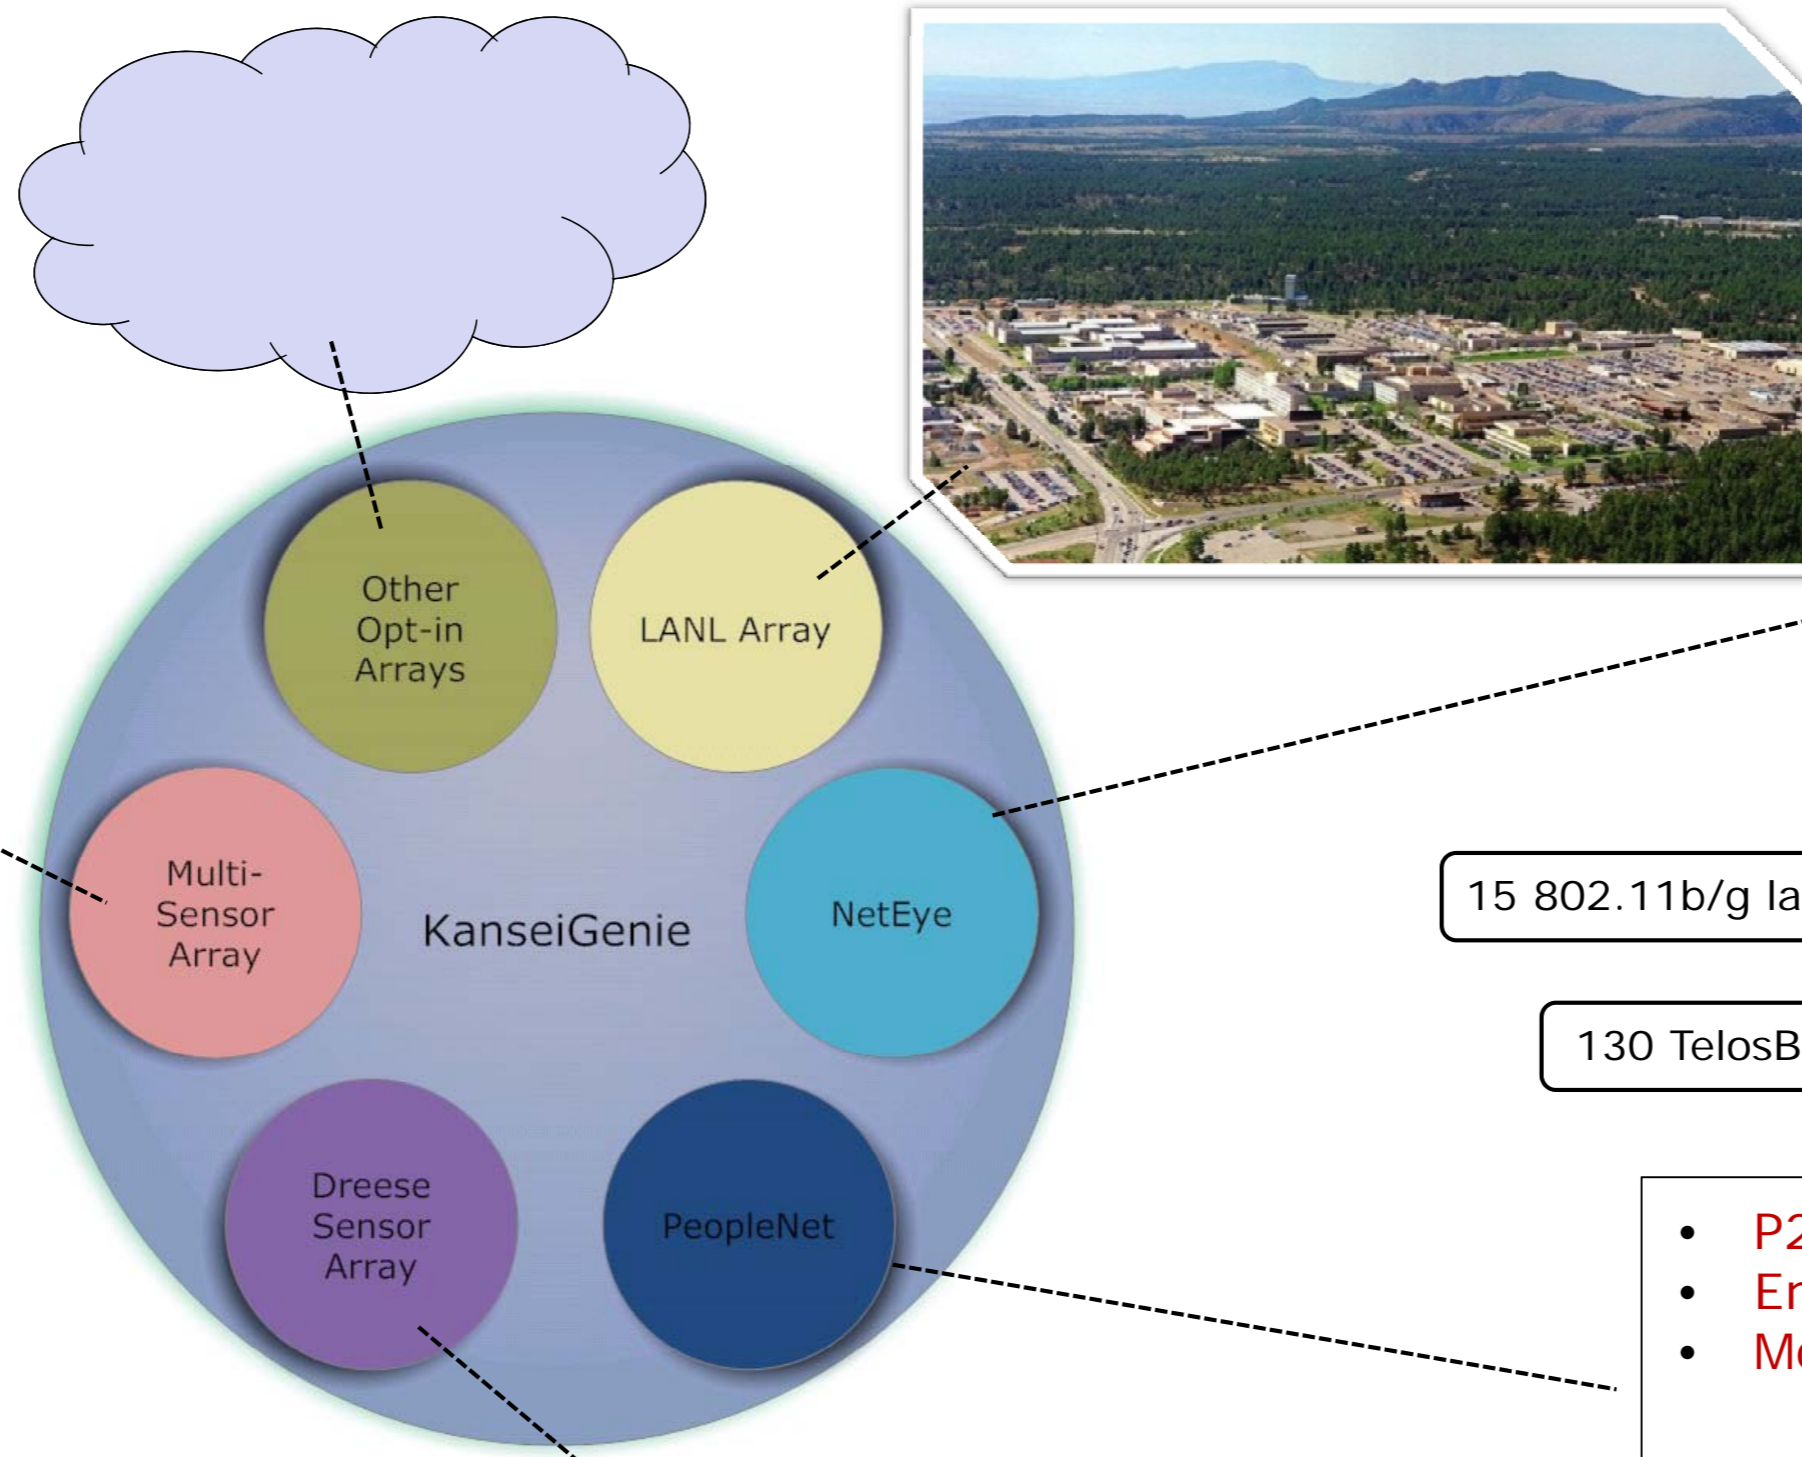 Other
Opt-in
Arrays
LANL Array
Multi-
Sensor
Array
KanseiGenie
NetEye
15 802.11b/g
130 TelosB
Dreese
Sensor
Array
PeopleNet